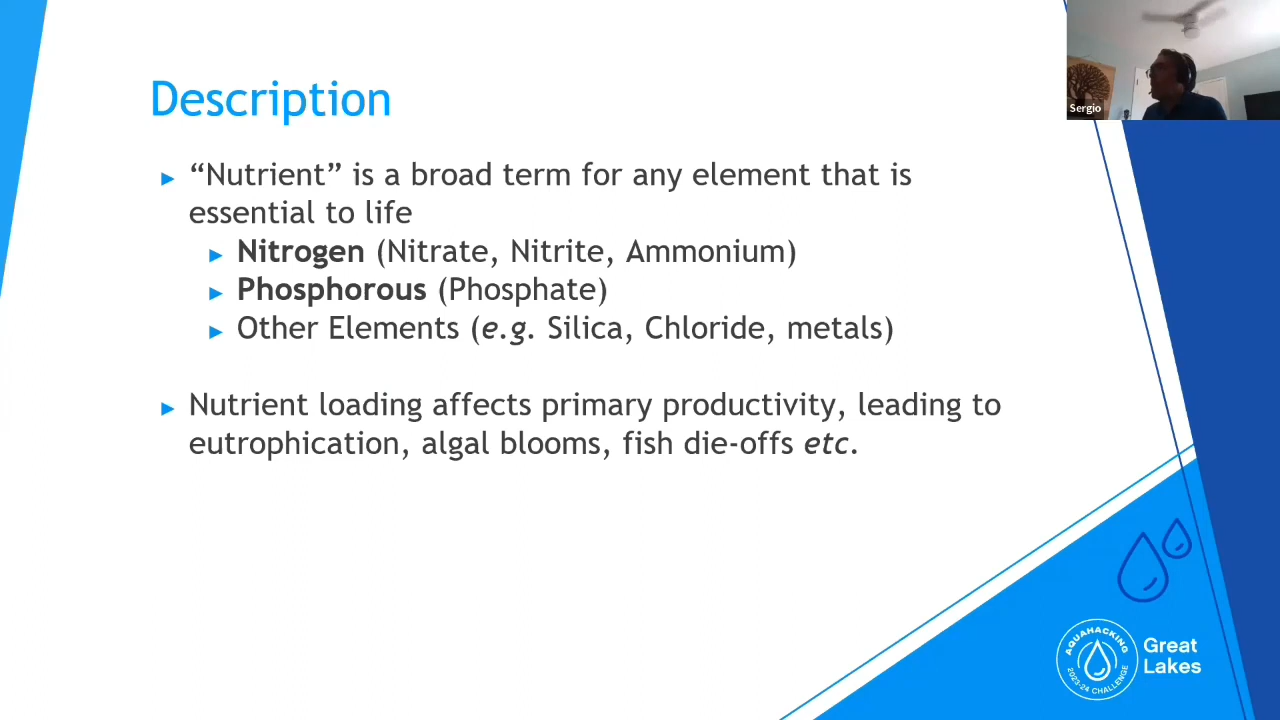 Description
Sergio
“Nutrient” is a broad term for any element that is
essential to life
Nitrogen (Nitrate, Nitrite, Ammonium)
Phosphorous (Phosphate)
Other Elements (e.g. Silica, Chloride, metals)
Nutrient loading affects primary productivity, leading to
eutrophication, algal blooms, fish die-offs etc.
AQUAHACKING
2023-24 CHALLENGE
Great
Lakes